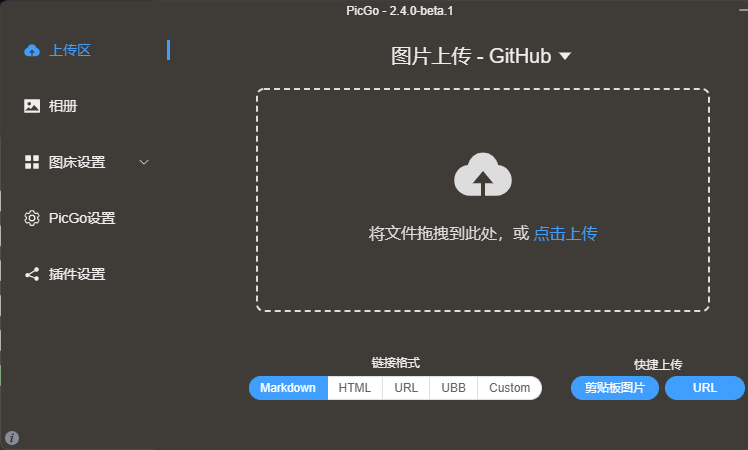 PicGo - 2.4.0-beta.1
上传区
相册
图床设置
PicGo设置
插件设置
图片上传 - GitHub
将文件拖拽到此处，或 点击上传
链接格式
Markdown HTML URL UBB Custom
快捷上传
剪贴板图片 URL